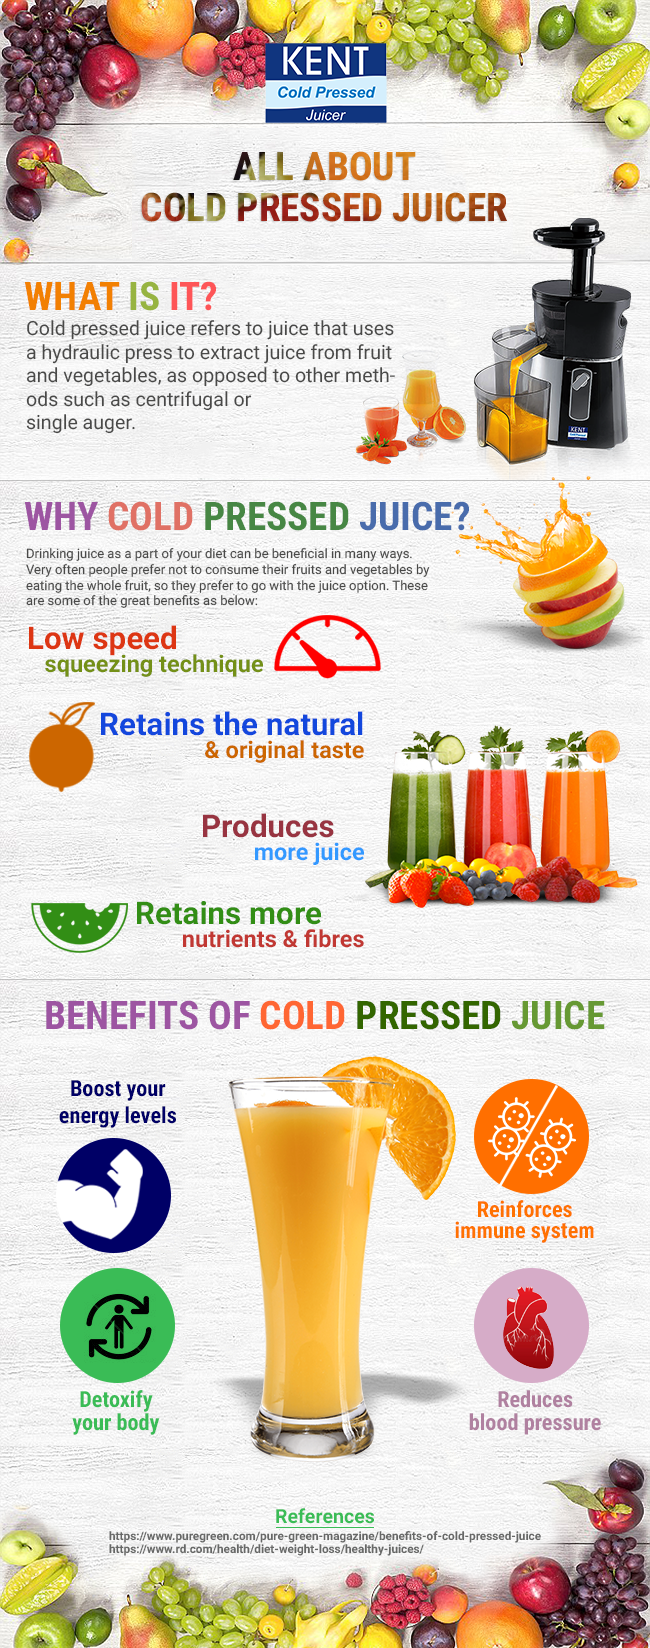 KENT
Cold Pressed
Juicer
ALL ABOUT
COLD PRESSED JUICER
WHAT IS IT?
Cold pressed juice refers to juice that uses
a hydraulic press to extract juice from fruit
and vegetables, as opposed to other meth-
ods such as centrifugal or
single auger.
KENT
WHY COLD PRESSED JUICE?
Drinking juice as a part of your diet can be beneficial in many ways.
Very often people prefer not to consume their fruits and vegetables by
eating the whole fruit, so they prefer to go with the juice option. These
are some of the great benefits as below:
Low speed
squeezing technique
Retains the natural
& original taste
Produces
more juice
Retains more
nutrients & fibres
BENEFITS OF COLD PRESSED JUICE
Boost your
energy levels
Reinforces
immune system
Detoxify
your body
Reduces
blood pressure
References
https://www.puregreen.com/pure-green-magazine/benefits-of-cold-pressed-juice
https://www.rd.com/health/diet-weight-loss/healthy-juices/